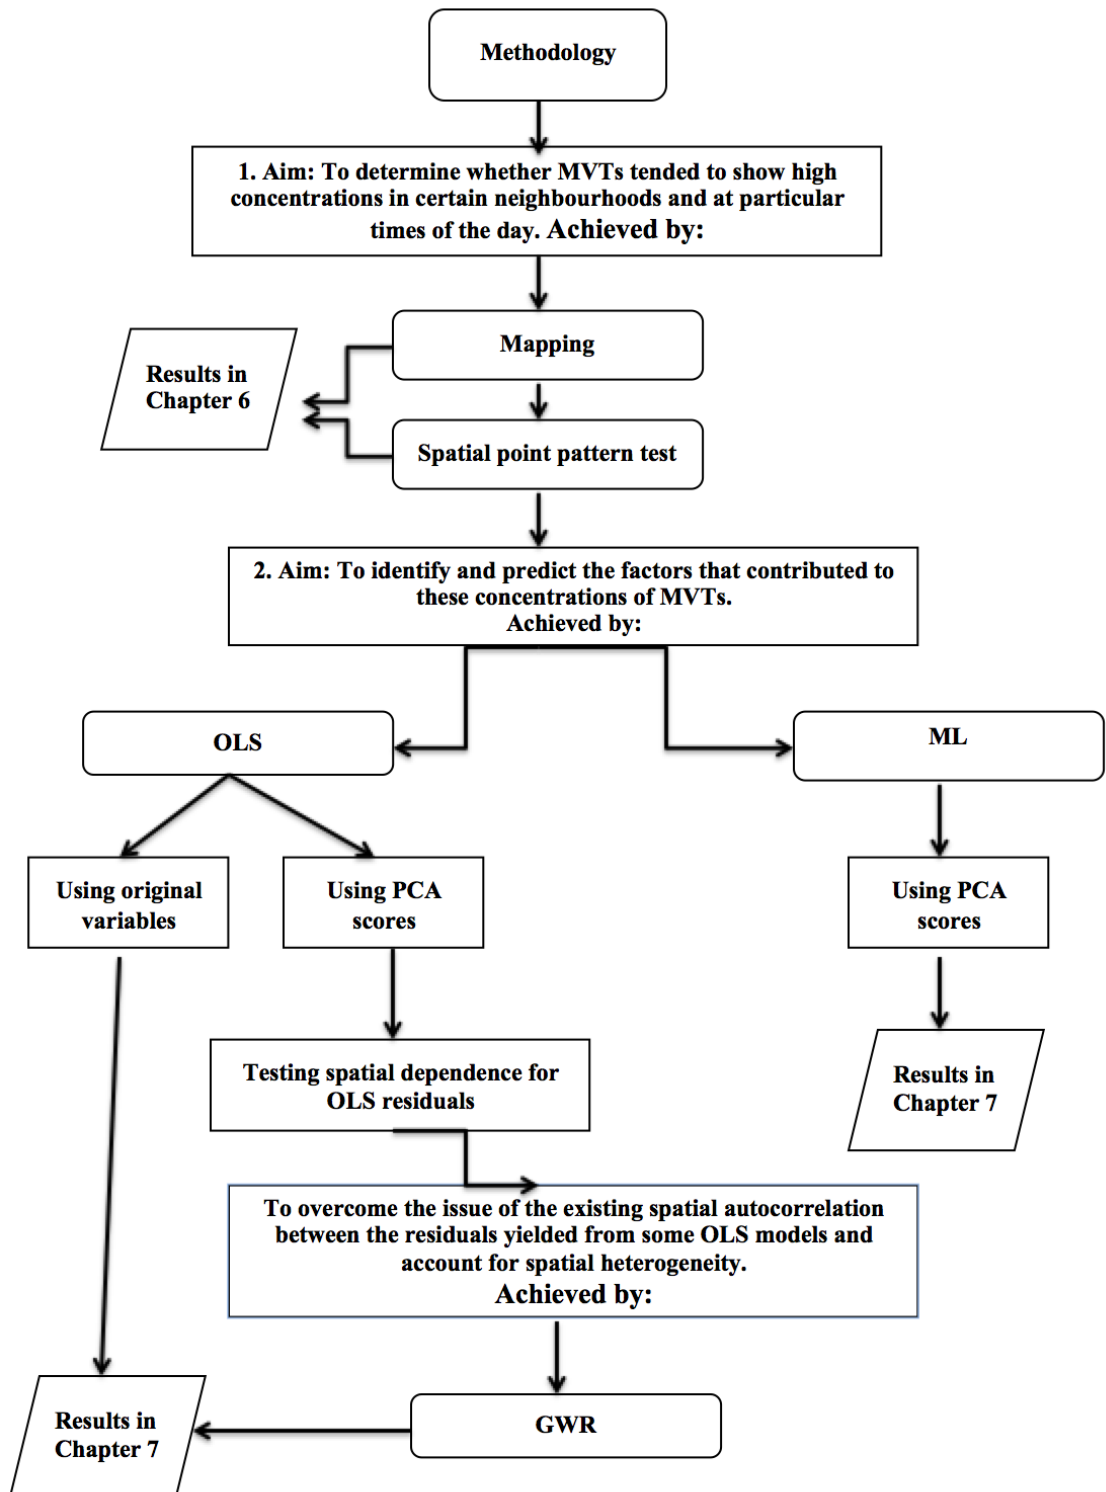 Methodology
1. Aim: To determine whether MVTs tended to show high
concentrations in certain neighbourhoods and at particular
times of the day. Achieved by:
Mapping
Results in
Chapter 6
Spatial point pattern test
2. Aim: To identify and predict the factors that contributed to
these concentrations of MVTs.
Achieved by:
OLS
ML
Using original
variables
Using PCA
scores
Using PCA
scores
Testing spatial dependence for
OLS residuals
Results in
Chapter 7
To overcome the issue of the existing spatial autocorrelation
between the residuals yielded from some OLS models and
account for spatial heterogeneity.
Achieved by:
Results in
Chapter 7
GWR